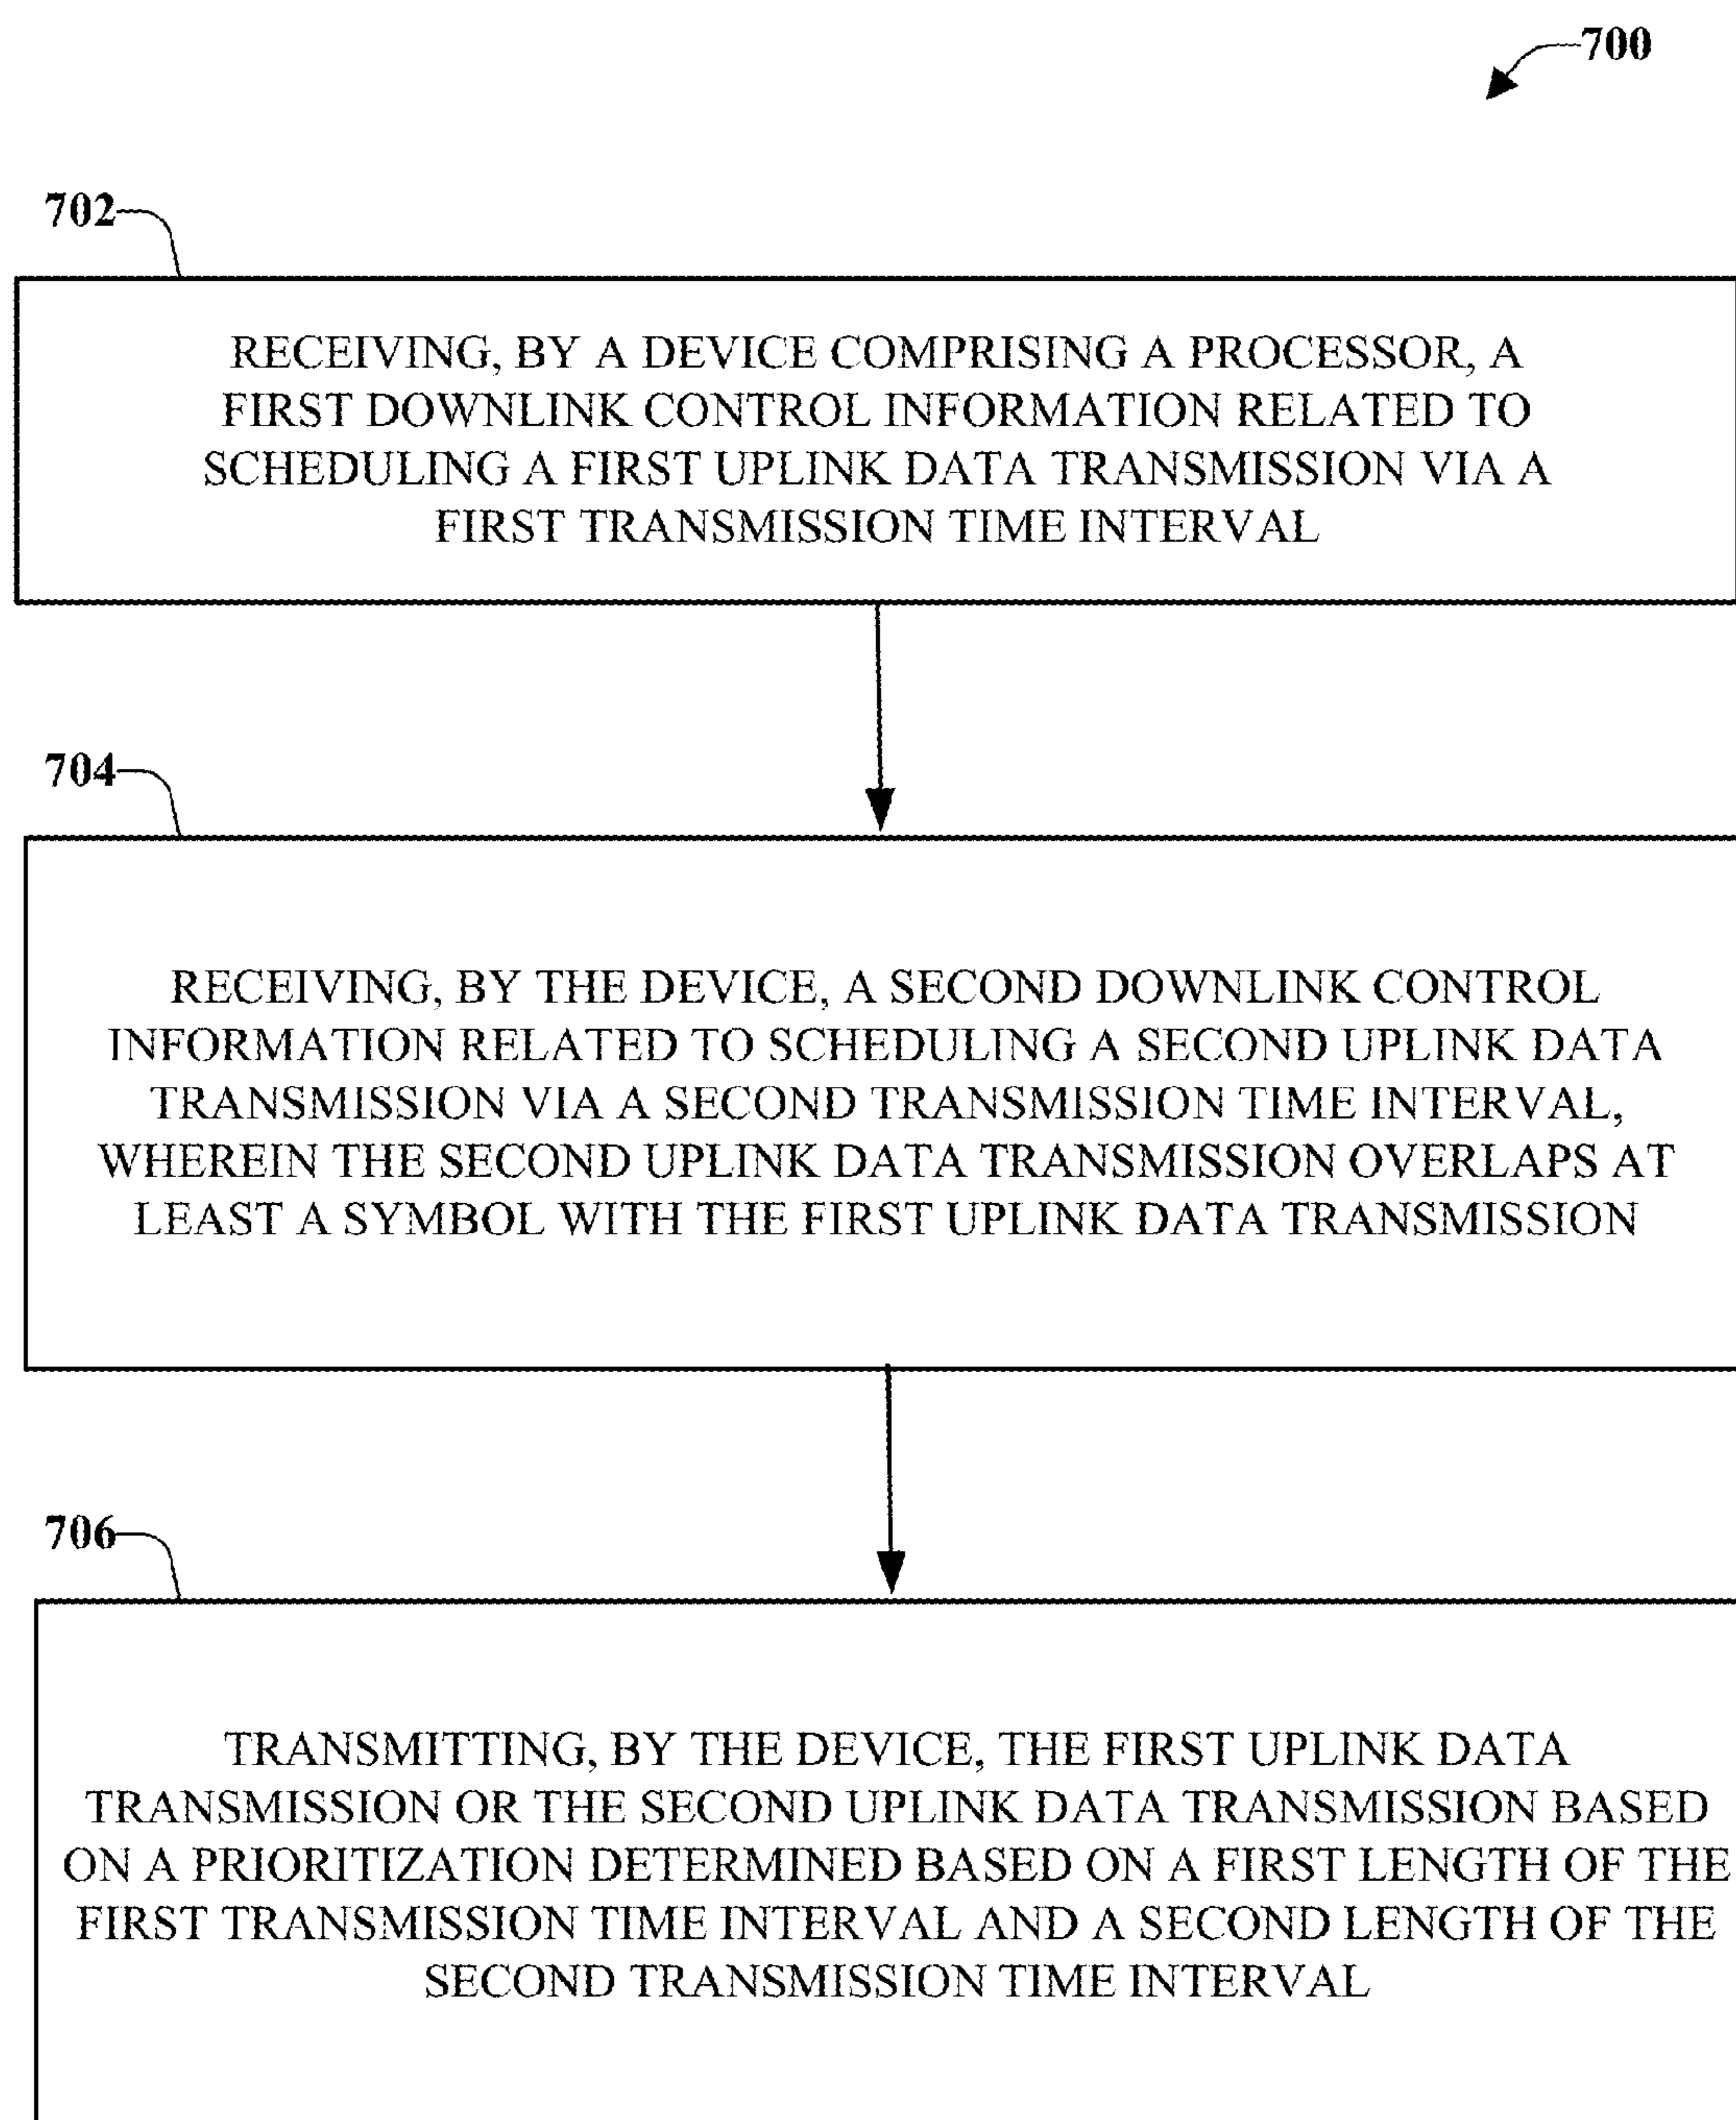 700
702
RECEIVING, BY A DEVICE COMPRISING A PROCESSOR, A
FIRST DOWNLINK CONTROL INFORMATION RELATED TO
SCHEDULING A FIRST UPLINK DATA TRANSMISSION VIA A
FIRST TRANSMISSION TIME INTERVAL
704
RECEIVING, BY THE DEVICE, A SECOND DOWNLINK CONTROL
INFORMATION RELATED TO SCHEDULING A SECOND UPLINK DATA
TRANSMISSION VIA A SECOND TRANSMISSION TIME INTERVAL,
WHEREIN THE SECOND UPLINK DATA TRANSMISSION OVERLAPS AT
LEAST A SYMBOL WITH THE FIRST UPLINK DATA TRANSMISSION
706
TRANSMITTING, BY THE DEVICE, THE FIRST UPLINK DATA
TRANSMISSION OR THE SECOND UPLINK DATA TRANSMISSION BASED
ON A PRIORITIZATION DETERMINED BASED ON A FIRST LENGTH OF THE
FIRST TRANSMISSION TIME INTERVAL AND A SECOND LENGTH OF THE
SECOND TRANSMISSION TIME INTERVAL